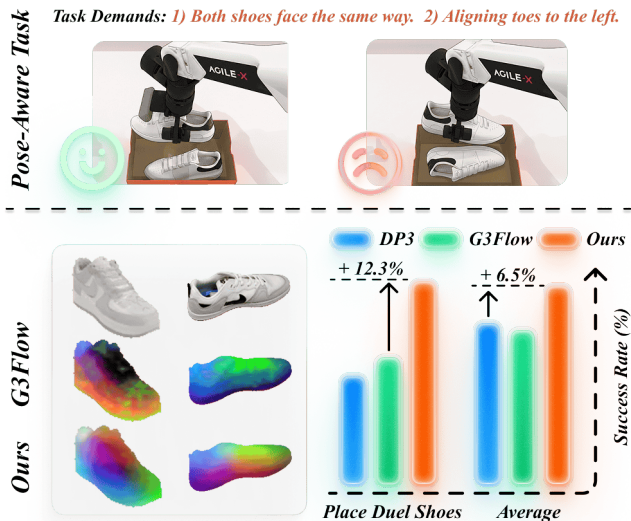 Pose-Aware Task
Task Demands: 1) Both shoes face the same way. 2) Aligning toes to the left.
AGILE·X
AGILE·X
DP3
G3Flow
Ours
+ 12.3%
+ 6.5%
G3Flow
Ours
Success Rate (%)
Place Duel Shoes
Average